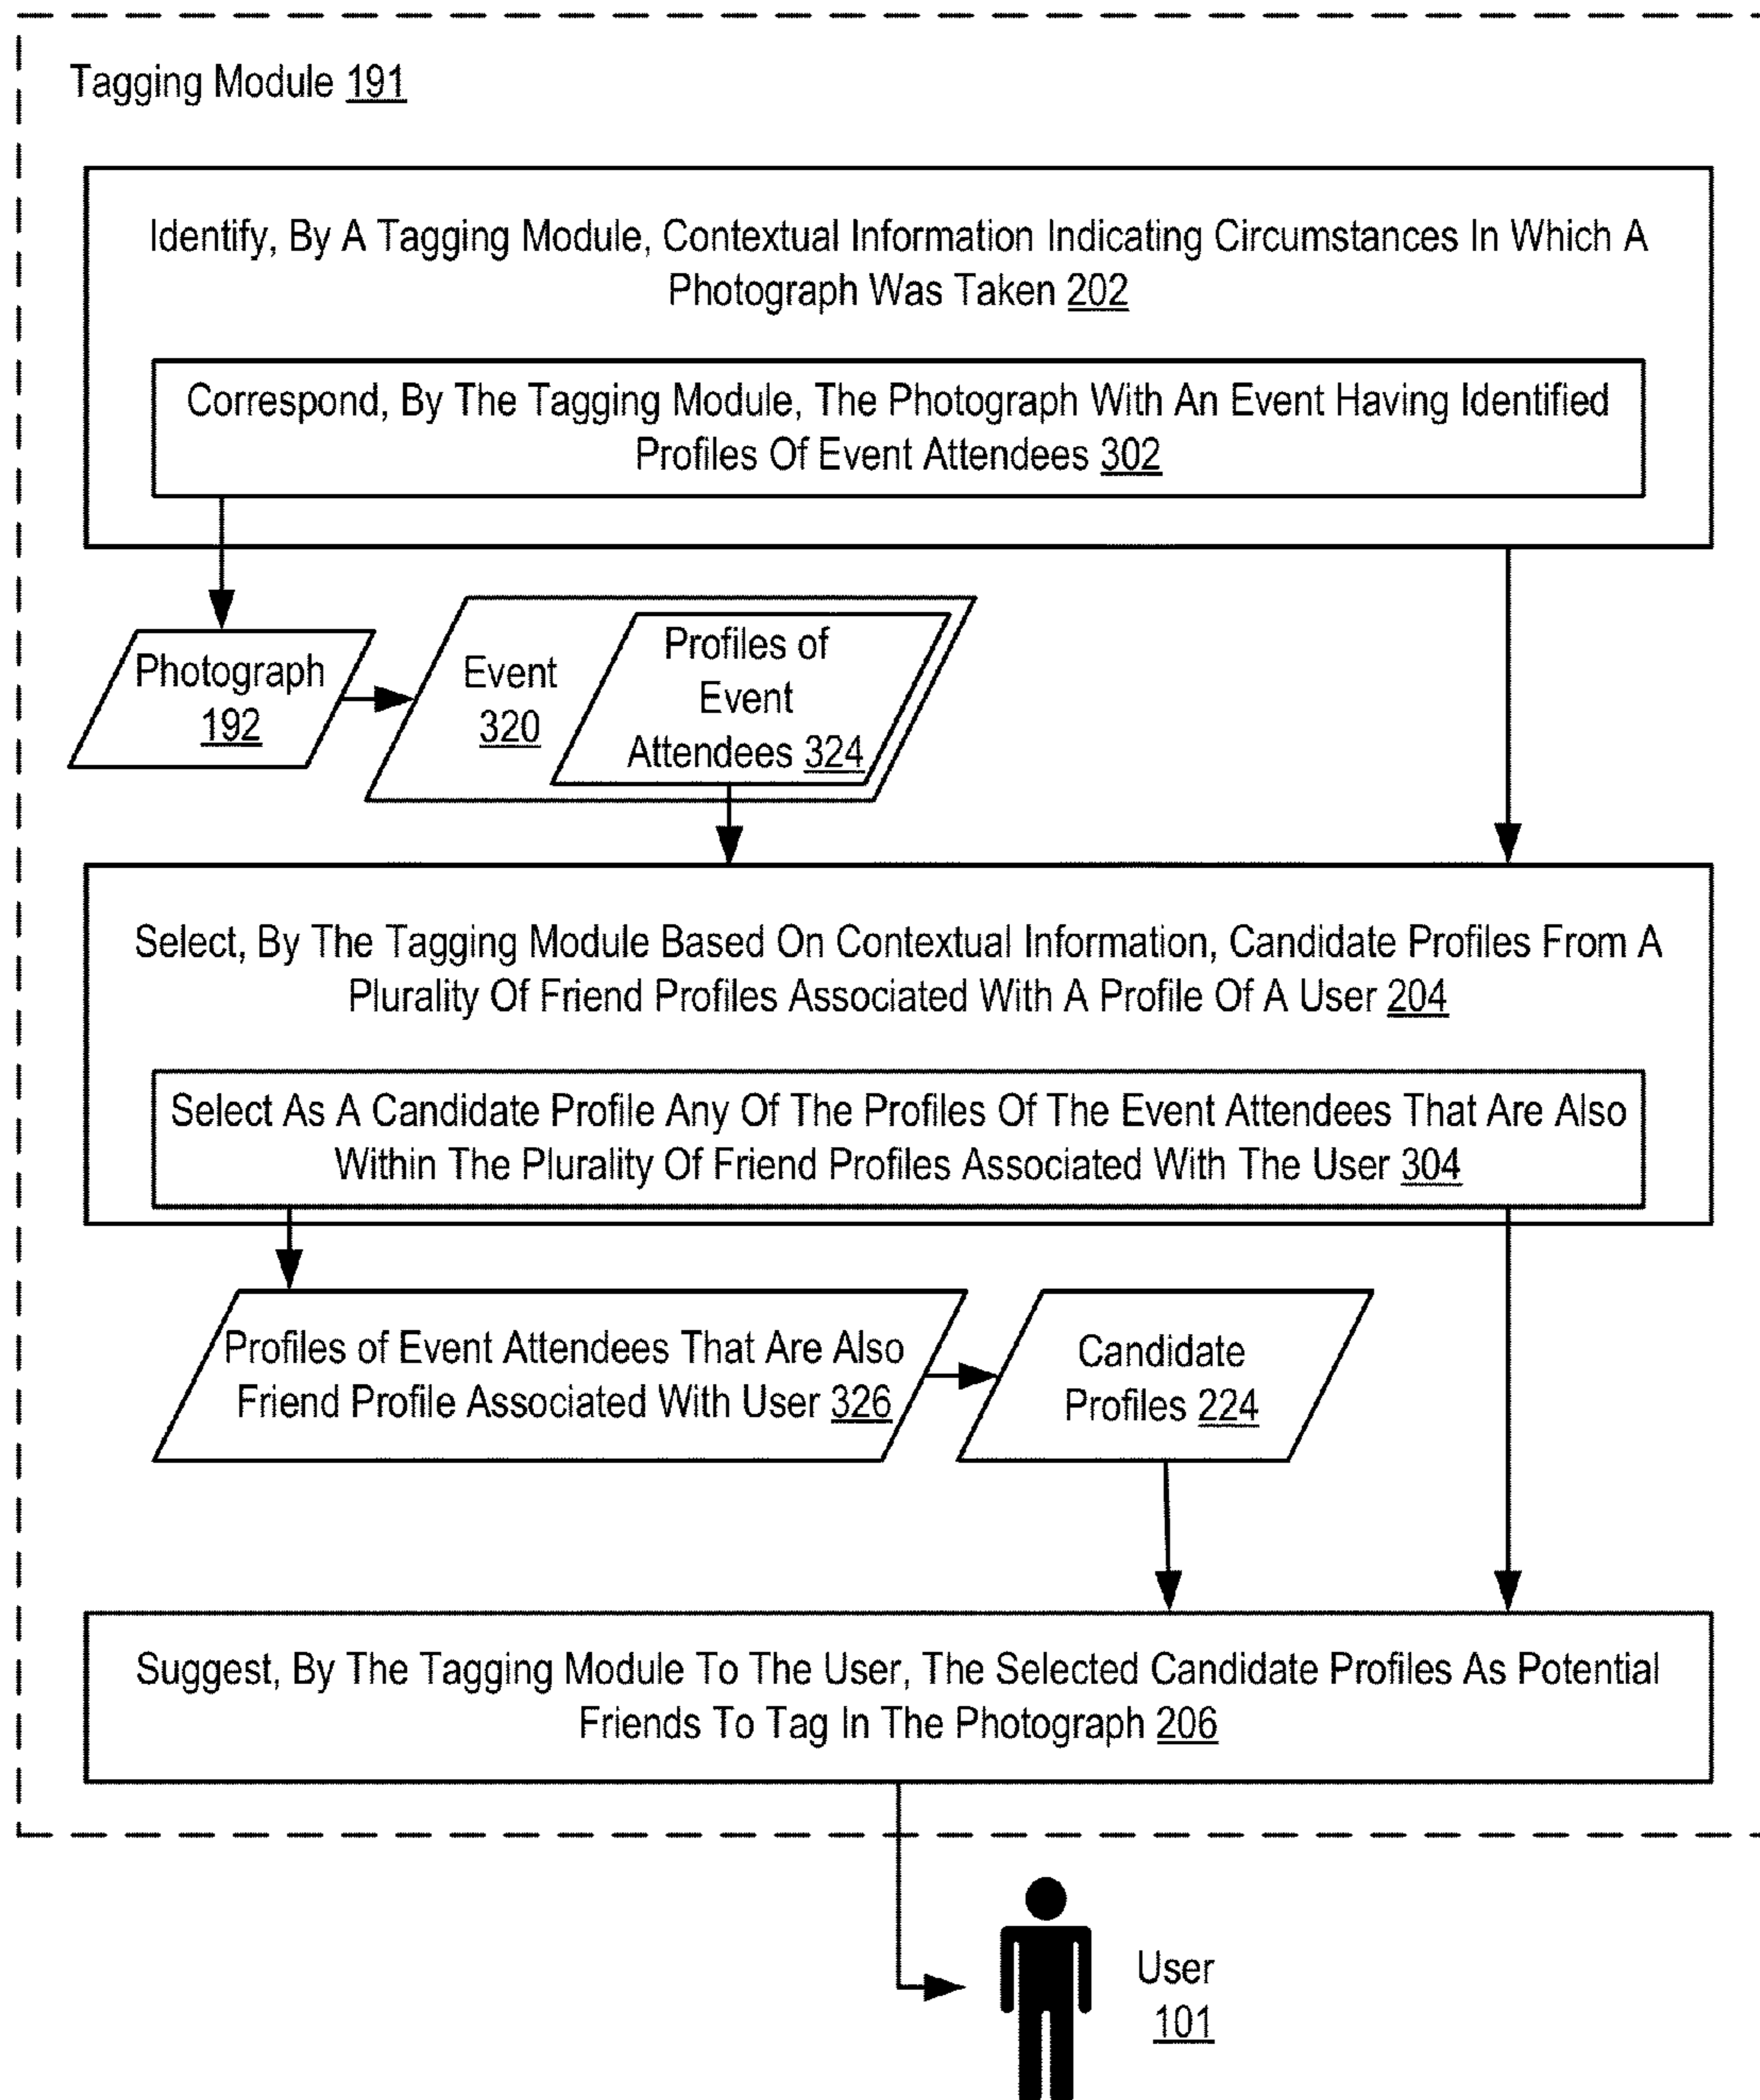 Tagging Module 191
Identify, By A Tagging Module, Contextual Information Indicating Circumstances In Which A
Photograph Was Taken 202
Correspond, By The Tagging Module, The Photograph With An Event Having Identified
Profiles Of Event Attendees 302
Photograph
192
Event
320
Profiles of
Event
Attendees 324
Select, By The Tagging Module Based On Contextual Information, Candidate Profiles From A
Plurality Of Friend Profiles Associated With A Profile Of A User 204
Select As A Candidate Profile Any Of The Profiles Of The Event Attendees That Are Also
Within The Plurality Of Friend Profiles Associated With The User 304
Profiles of Event Attendees That Are Also
Friend Profile Associated With User 326
Candidate
Profiles 224
Suggest, By The Tagging Module To The User, The Selected Candidate Profiles As Potential
Friends To Tag In The Photograph 206
User
101